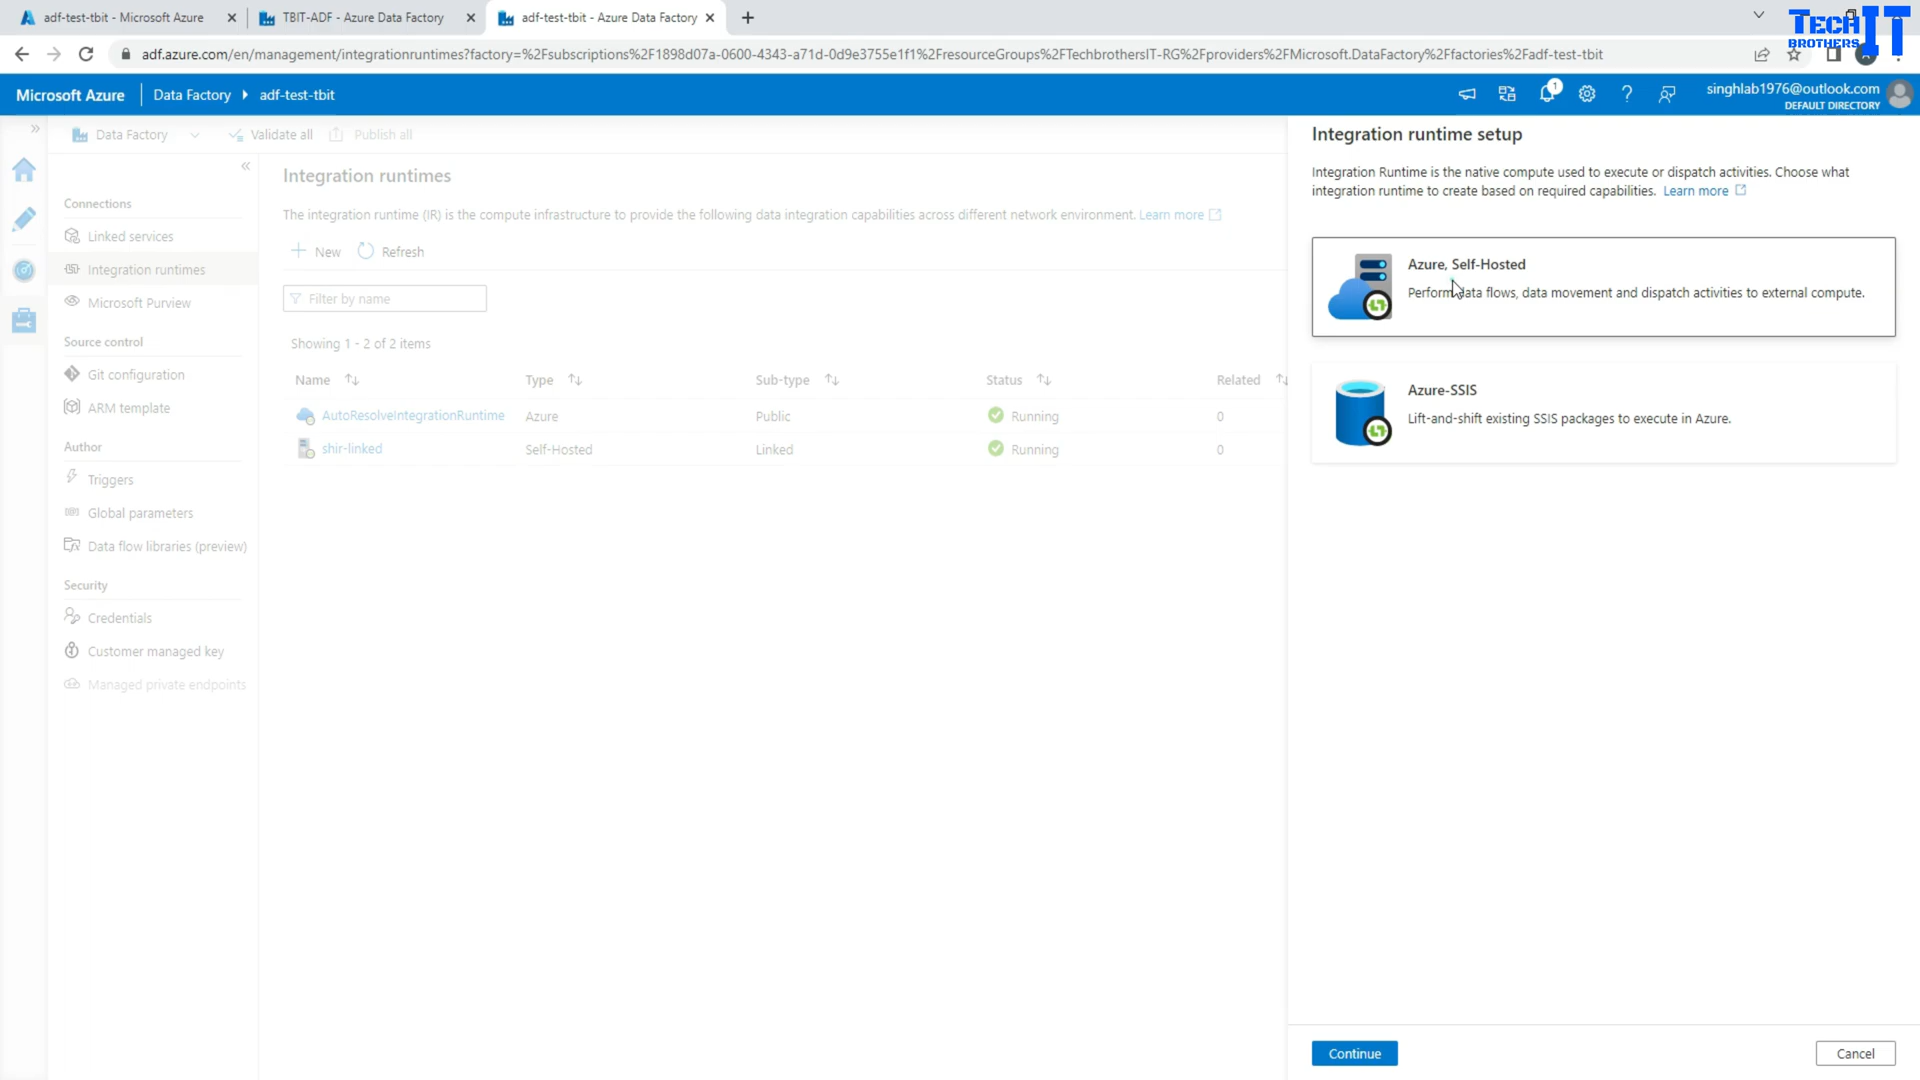 adf-test-tbit - Microsoft Azure
TBIT-ADF - Azure Data Factory
adf-test-tbit - Azure Data Factory
TECH IT
BROTHERS
adf.azure.com/en/management/integrationruntimes?factory=%2Fsubscriptions%2F1898d07a-0600-4343-a71d-0d9e3755e1f1%2FresourceGroups%2FTechbrothersIT-RG%2Fproviders%2FMicrosoft.DataFactory%2Ffactories%2Fadf-test-tbit
Microsoft Azure
Data Factory
adf-test-tbit
1
singhlab1976@outlook.com
DEFAULT DIRECTORY
Data Factory
Validate all
Publish all
Connections
Linked services
Integration runtimes
Microsoft Purview
Source control
Git configuration
ARM template
Author
Triggers
Global parameters
Data flow libraries (preview)
Security
Credentials
Customer managed key
Managed private endpoints
Integration runtimes
The integration runtime (IR) is the compute infrastructure to provide the following data integration capabilities across different network environment. Learn more
New
Refresh
Filter by name
Showing 1 - 2 of 2 items
Name Type Sub-type Status Related
AutoResolveIntegrationRuntime Azure Public Running 0
shir-linked Self-Hosted Linked Running 0
Integration runtime setup
Integration Runtime is the native compute used to execute or dispatch activities. Choose what
integration runtime to create based on required capabilities. Learn more
Azure, Self-Hosted
Perform data flows, data movement and dispatch activities to external compute.
Azure-SSIS
Lift-and-shift existing SSIS packages to execute in Azure.
Continue
Cancel